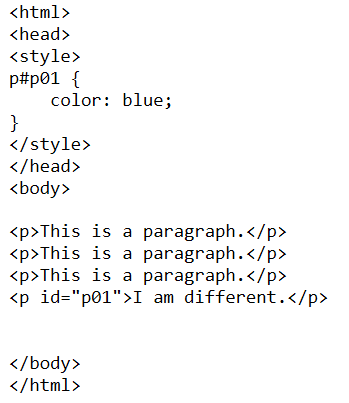 <html>
<head>
<style>
p#p01 {
    color: blue;
}
</style>
</head>
<body>

<p>This is a paragraph.</p>
<p>This is a paragraph.</p>
<p>This is a paragraph.</p>
<p id="p01">I am different.</p>


</body>
</html>